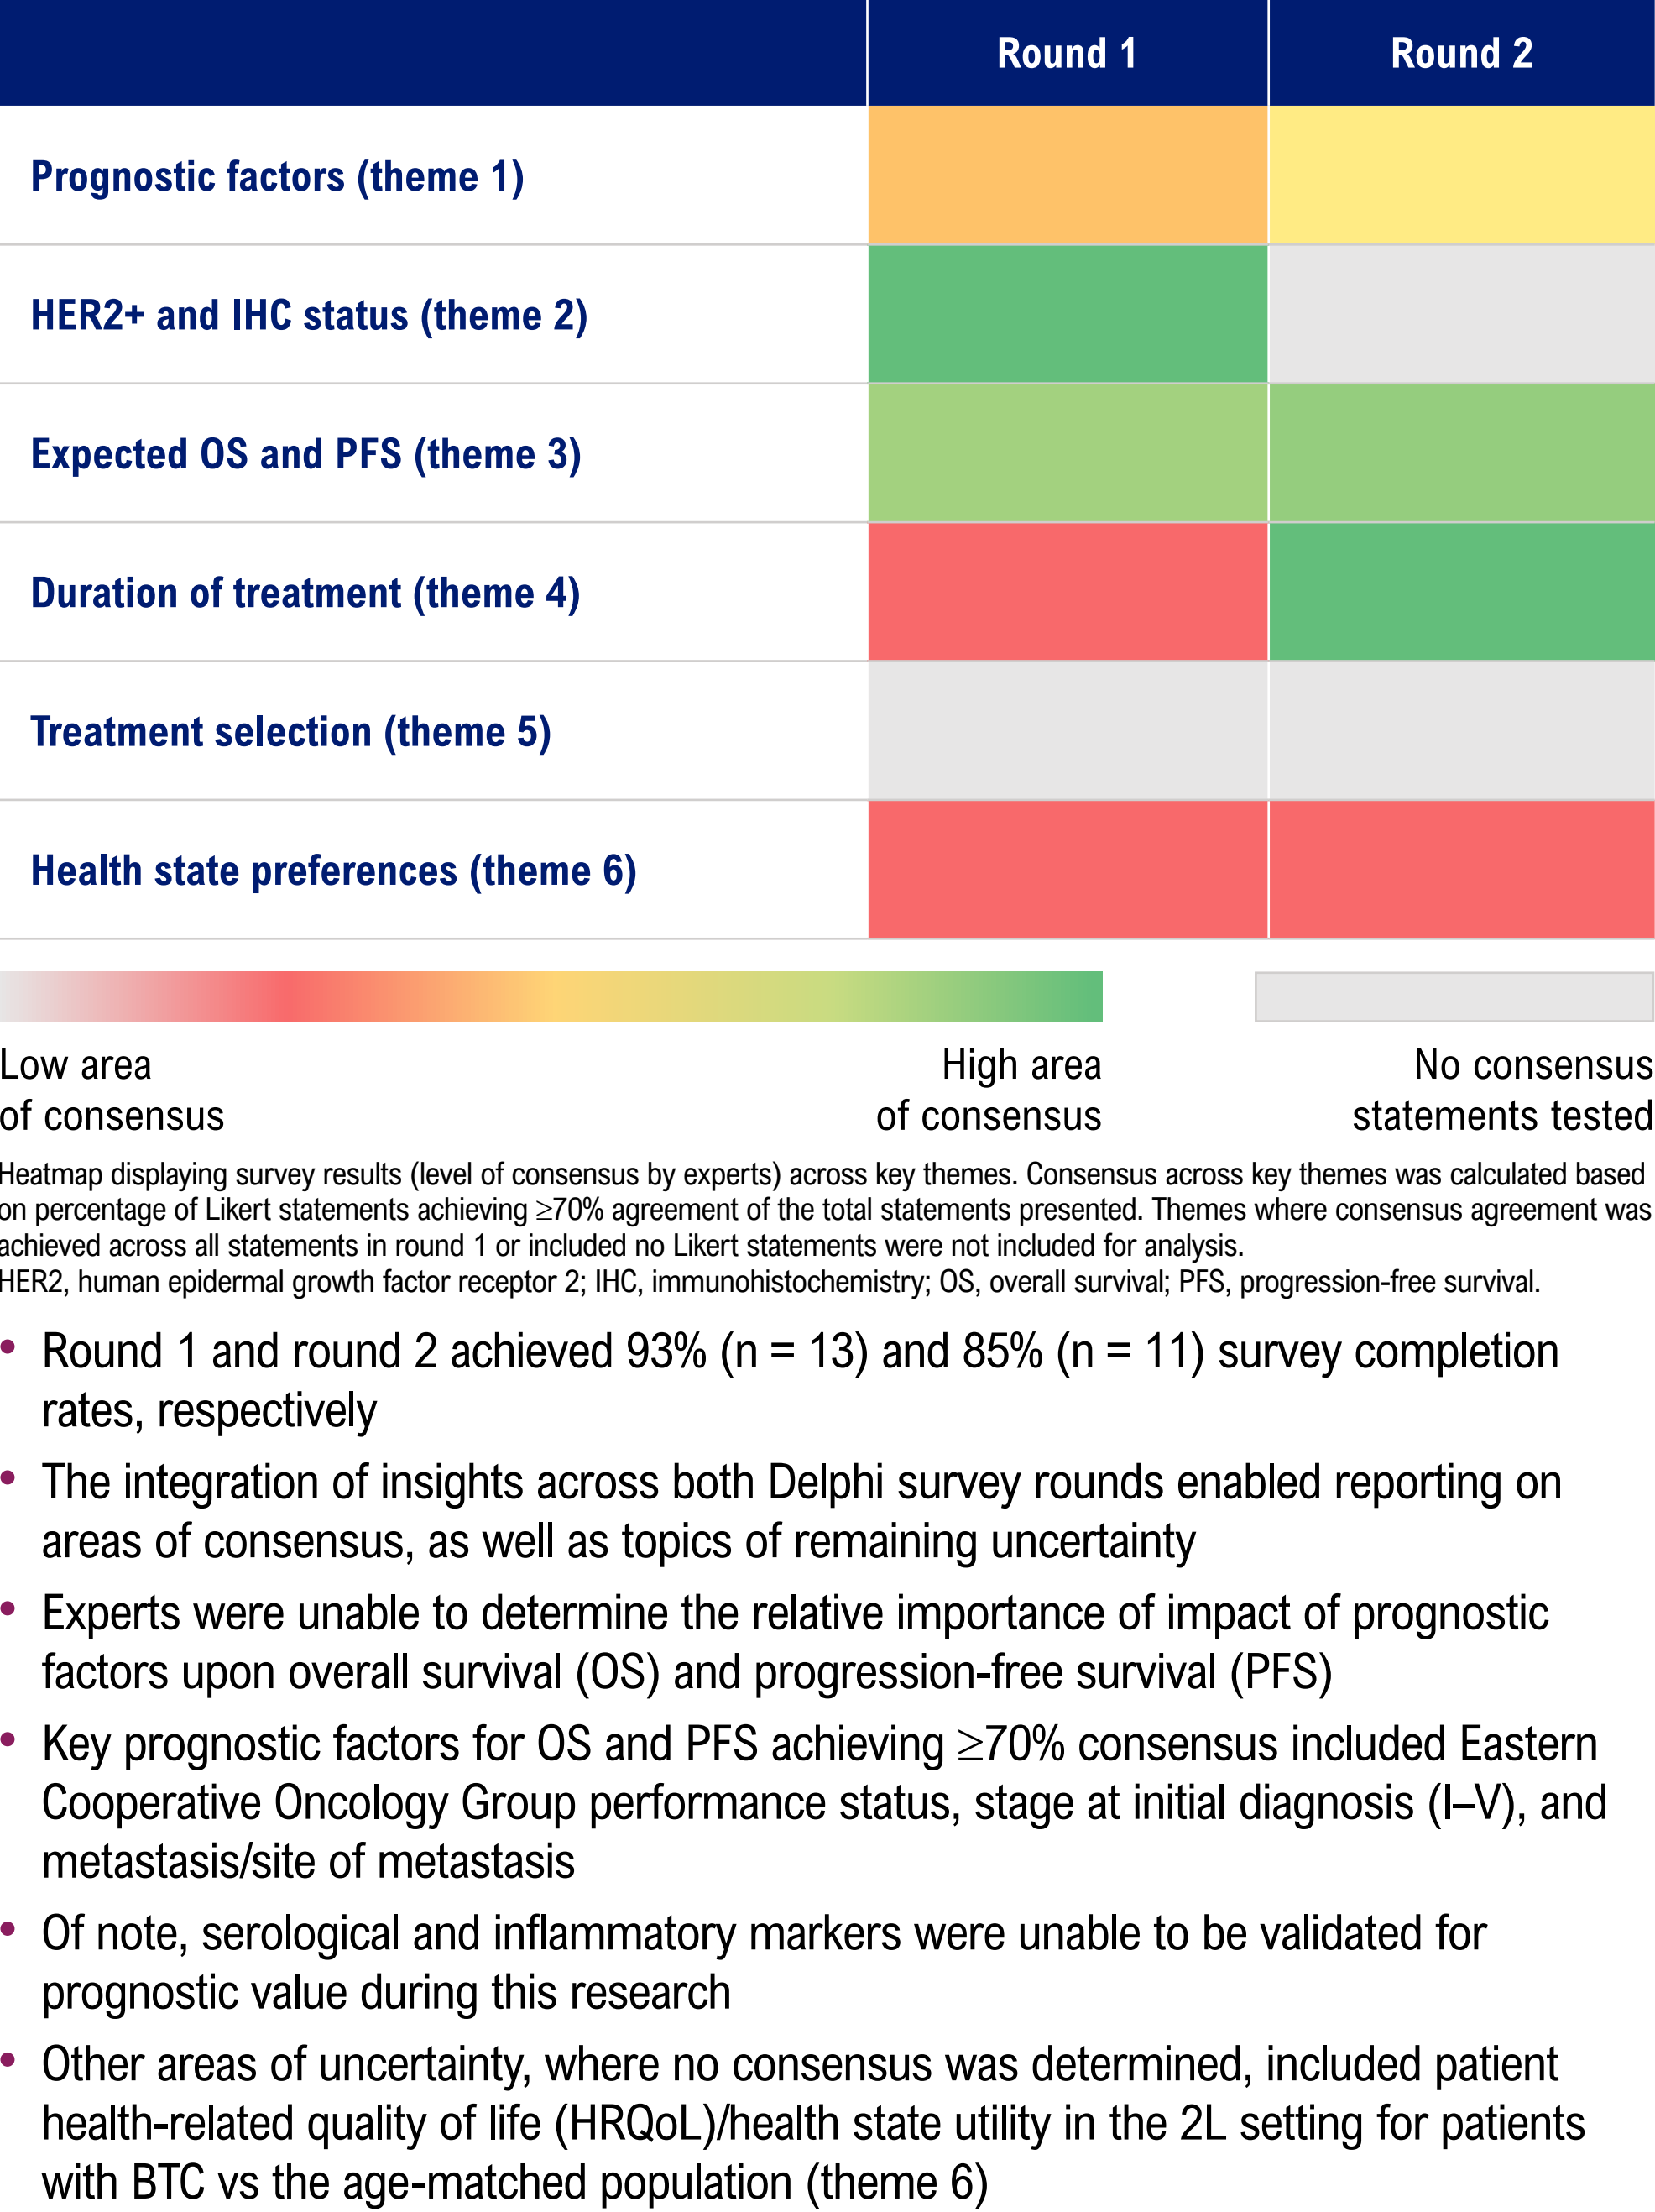 Round 1
Round 2
Prognostic factors (theme 1)
HER2+ and IHC status (theme 2)
Expected OS and PFS (theme 3)
Duration of treatment (theme 4)
Treatment selection (theme 5)
Health state preferences (theme 6)
Low area
of consensus
High area
of consensus
No consensus
statements tested
Heatmap displaying survey results (level of consensus by experts) across key themes. Consensus across key themes was calculated based
on percentage of Likert statements achieving ≥70% agreement of the total statements presented. Themes where consensus agreement was
achieved across all statements in round 1 or included no Likert statements were not included for analysis.
HER2, human epidermal growth factor receptor 2; IHC, immunohistochemistry; OS, overall survival; PFS, progression-free survival.
• Round 1 and round 2 achieved 93% (n = 13) and 85% (n = 11) survey completion
rates, respectively
• The integration of insights across both Delphi survey rounds enabled reporting on
areas of consensus, as well as topics of remaining uncertainty
• Experts were unable to determine the relative importance of impact of prognostic
factors upon overall survival (OS) and progression-free survival (PFS)
• Key prognostic factors for OS and PFS achieving ≥70% consensus included Eastern
Cooperative Oncology Group performance status, stage at initial diagnosis (I–V), and
metastasis/site of metastasis
• Of note, serological and inflammatory markers were unable to be validated for
prognostic value during this research
• Other areas of uncertainty, where no consensus was determined, included patient
health-related quality of life (HRQoL)/health state utility in the 2L setting for patients
with BTC vs the age-matched population (theme 6)